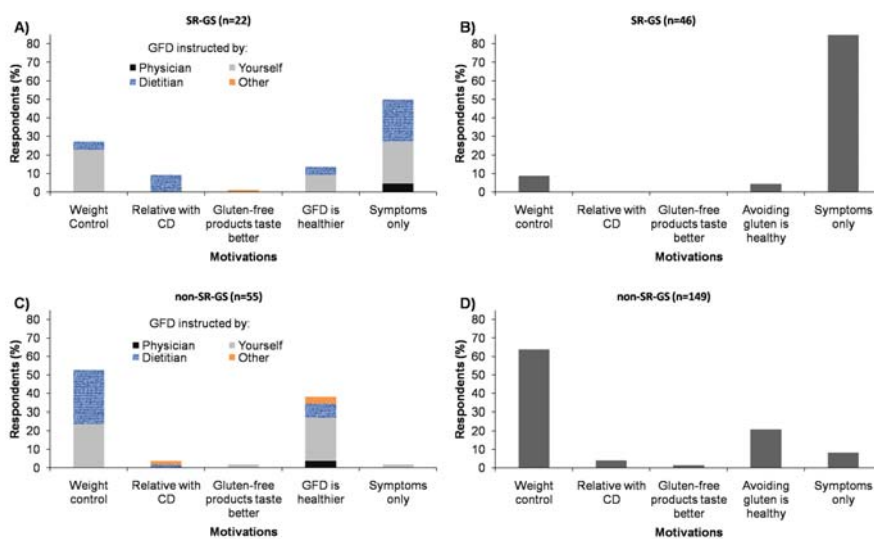 A)
SR-GS (n=22)
GFD instructed by:
Physician
Yourself
Dietitian
Other
Respondents (%)
80
70
60
50
40
30
20
10
0
Weight Control
Relative with CD
Gluten-free products taste better
GFD is healthier
Symptoms only
Motivations
B)
SR-GS (n=46)
Respondents (%)
80
70
60
50
40
30
20
10
0
Weight control
Relative with CD
Gluten-free products taste better
Avoiding gluten is healthy
Symptoms only
Motivations
C)
non-SR-GS (n=55)
GFD instructed by:
Physician
Yourself
Dietitian
Other
Respondents (%)
80
70
60
50
40
30
20
10
0
Weight control
Relative with CD
Gluten-free products taste better
GFD is healthier
Symptoms only
Motivations
D)
non-SR-GS (n=149)
Respondents (%)
80
70
60
50
40
30
20
10
0
Weight control
Relative with CD
Gluten-free products taste better
Avoiding gluten is healthy
Symptoms only
Motivations